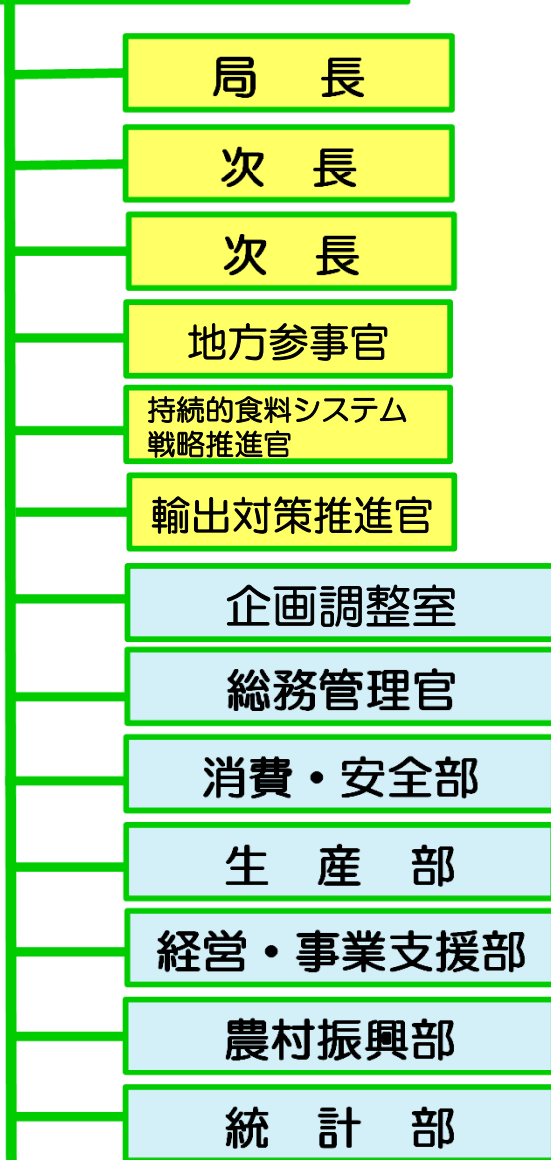 局　長
次　長
次　長
地方参事官
持続的食料システム
戦略推進官
輸出対策推進官
企画調整室
総務管理官
消費・安全部
生　産　部
経営・事業支援部
農村振興部
統　計　部